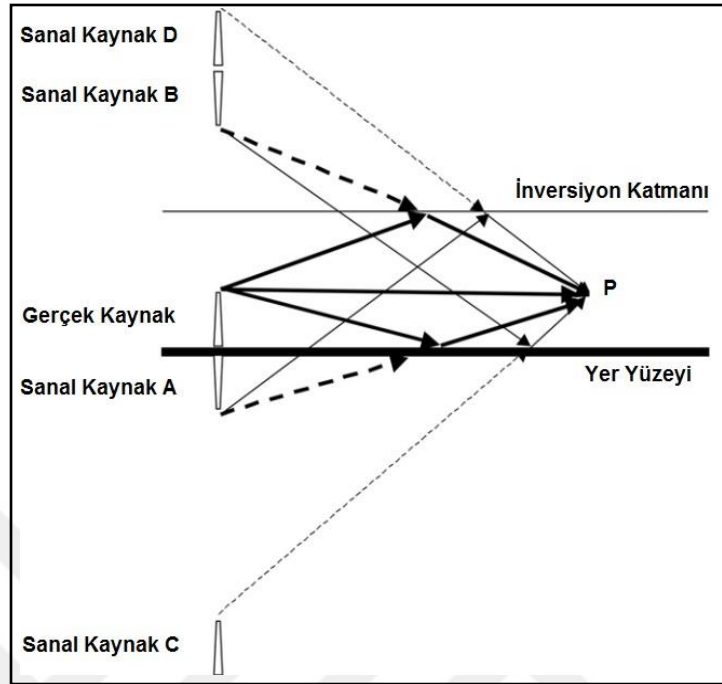 Sanal Kaynak D
Sanal Kaynak B
İnversiyon Katmanı
P
Gerçek Kaynak
Yer Yüzeyi
Sanal Kaynak A
Sanal Kaynak C